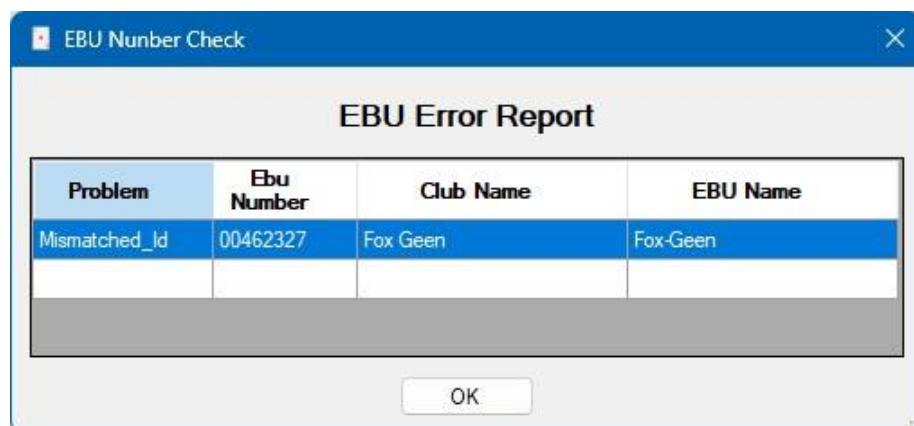 EBU Nunber Check
EBU Error Report
Problem Ebu Number Club Name EBU Name
Mismatched_Id 00462327 Fox Geen Fox-Geen
OK